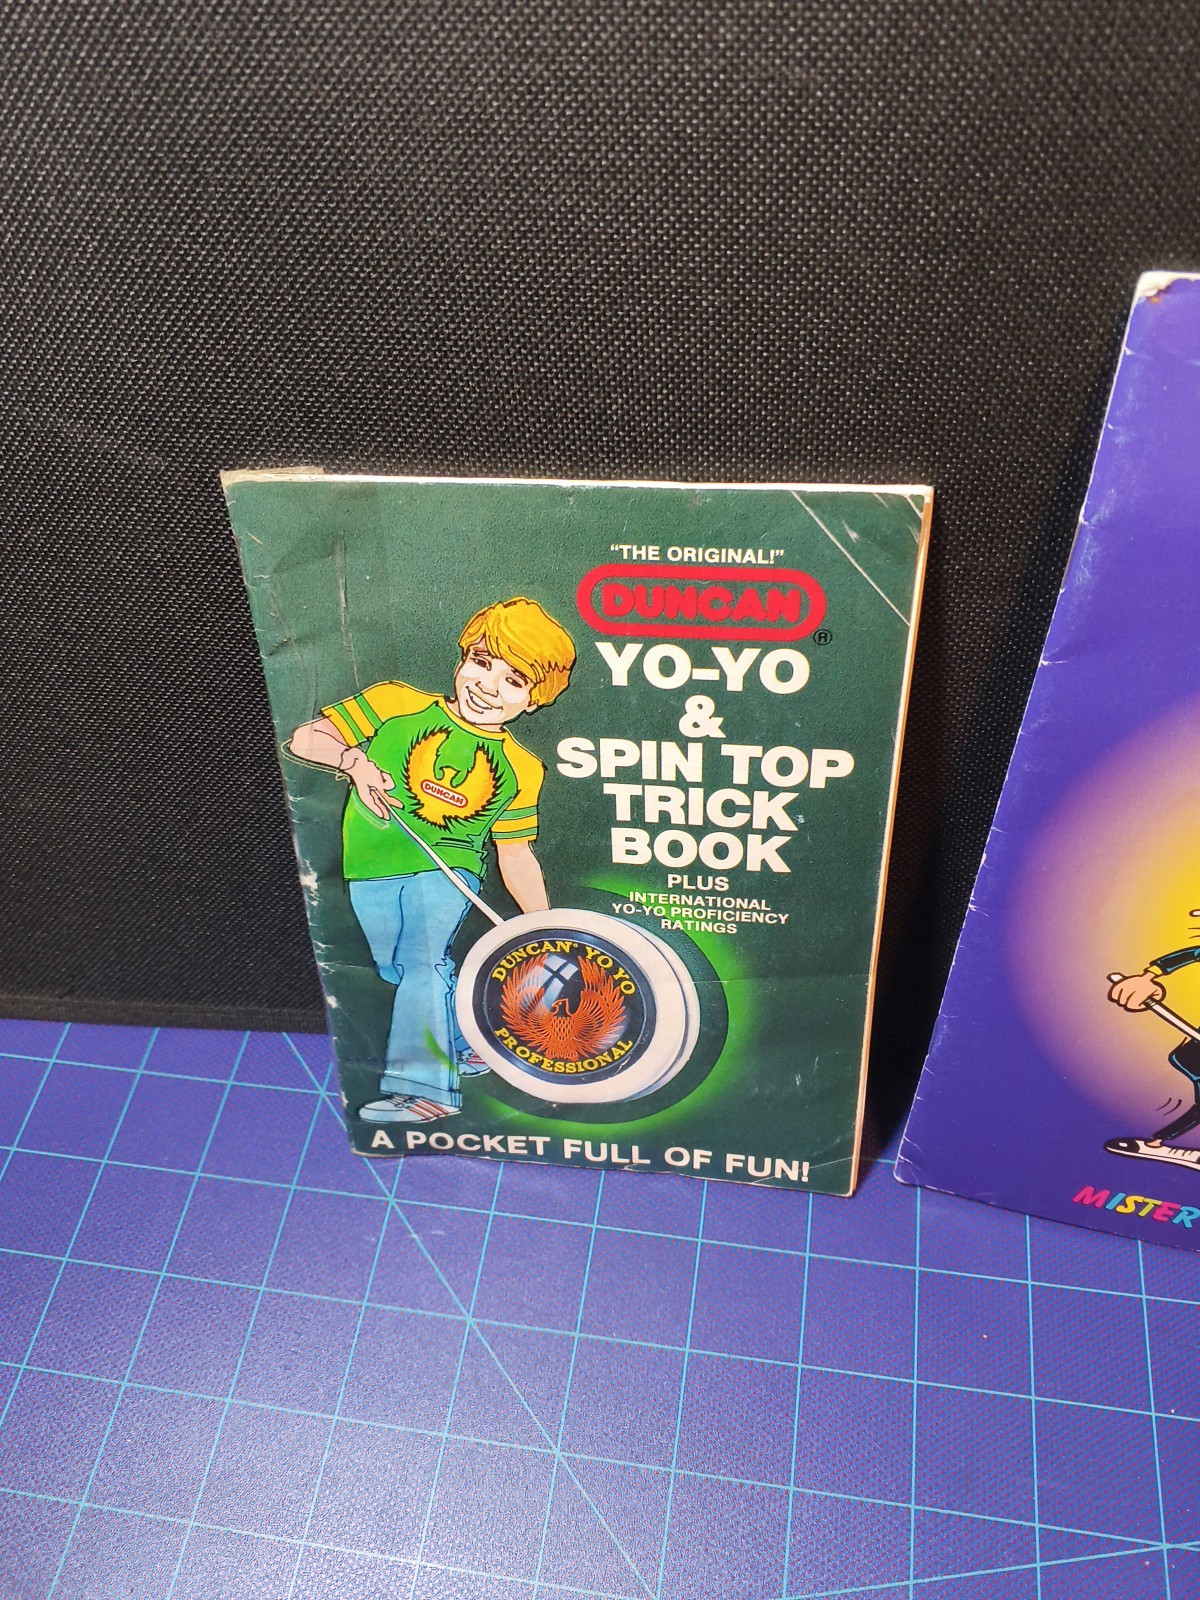 "THE ORIGINAL!"
DUNCAN®
YO-YO
&
SPIN TOP
TRICK
BOOK
PLUS
INTERNATIONAL
YO-YO PROFICIENCY
RATINGS
DUNCAN
DUNCAN® YO YO
PROFESSIONAL
A POCKET FULL OF FUN!
MISTER